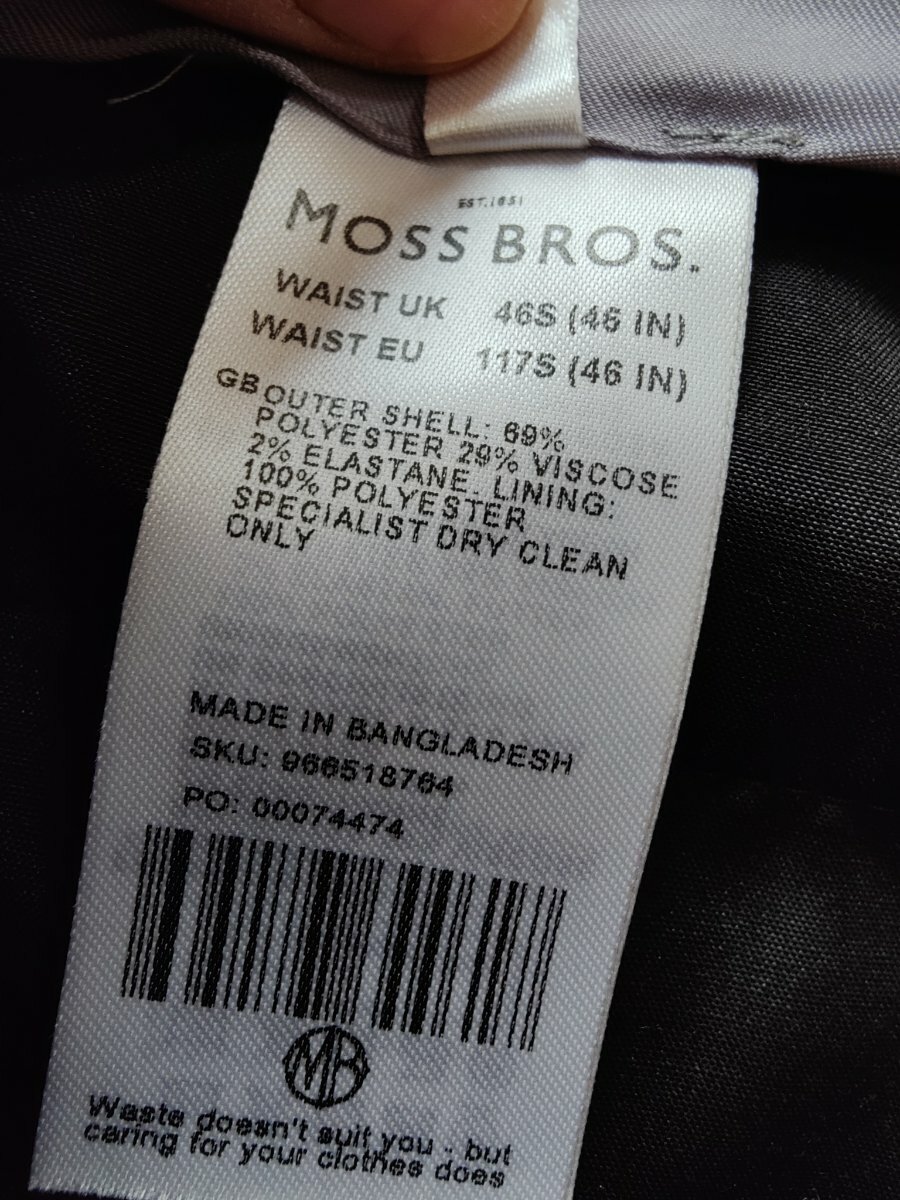 EST.1851
MOSS BROS.
WAIST UK 46S (46 IN)
WAIST EU 117S (46 IN)
GB OUTER SHELL: 69%
POLYESTER 29% VISCOSE
2% ELASTANE. LINING:
100% POLYESTER
SPECIALIST DRY CLEAN
ONLY
MADE IN BANGLADESH
SKU: 966518764
PO: 00074474
MB
Waste doesn't suit you - but
caring for your clothes does